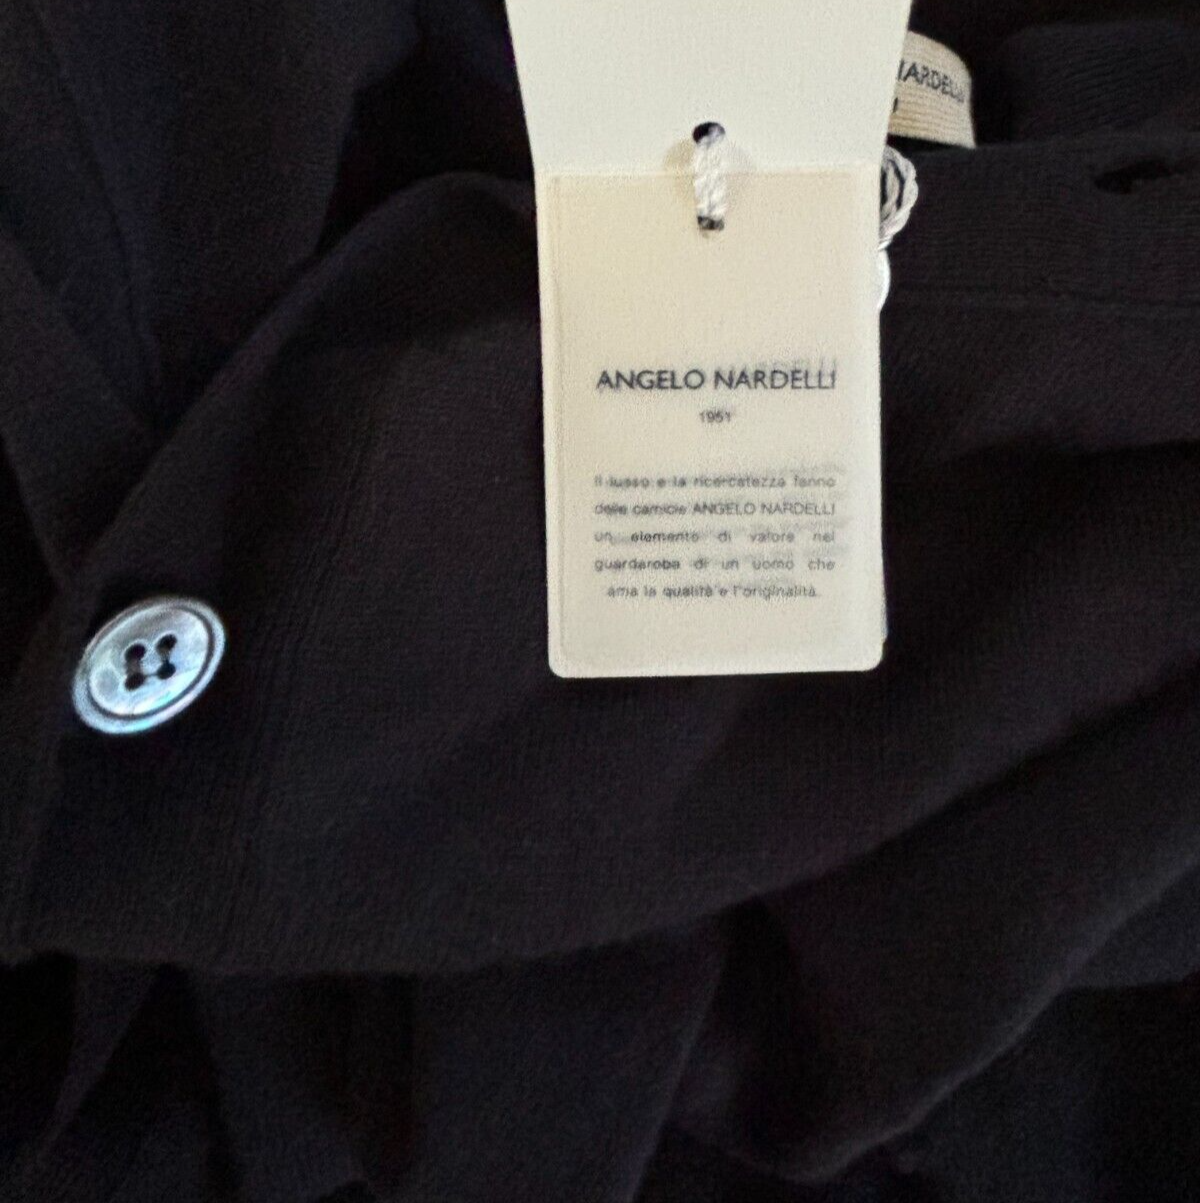 NARDELLI
ANGELO NARDELLI
1951
Il lusso e la ricercatezza fanno
delle camicie ANGELO NARDELLI
un elemento di valore nel
guardaroba di un uomo che
ama la qualità e l'originalità.